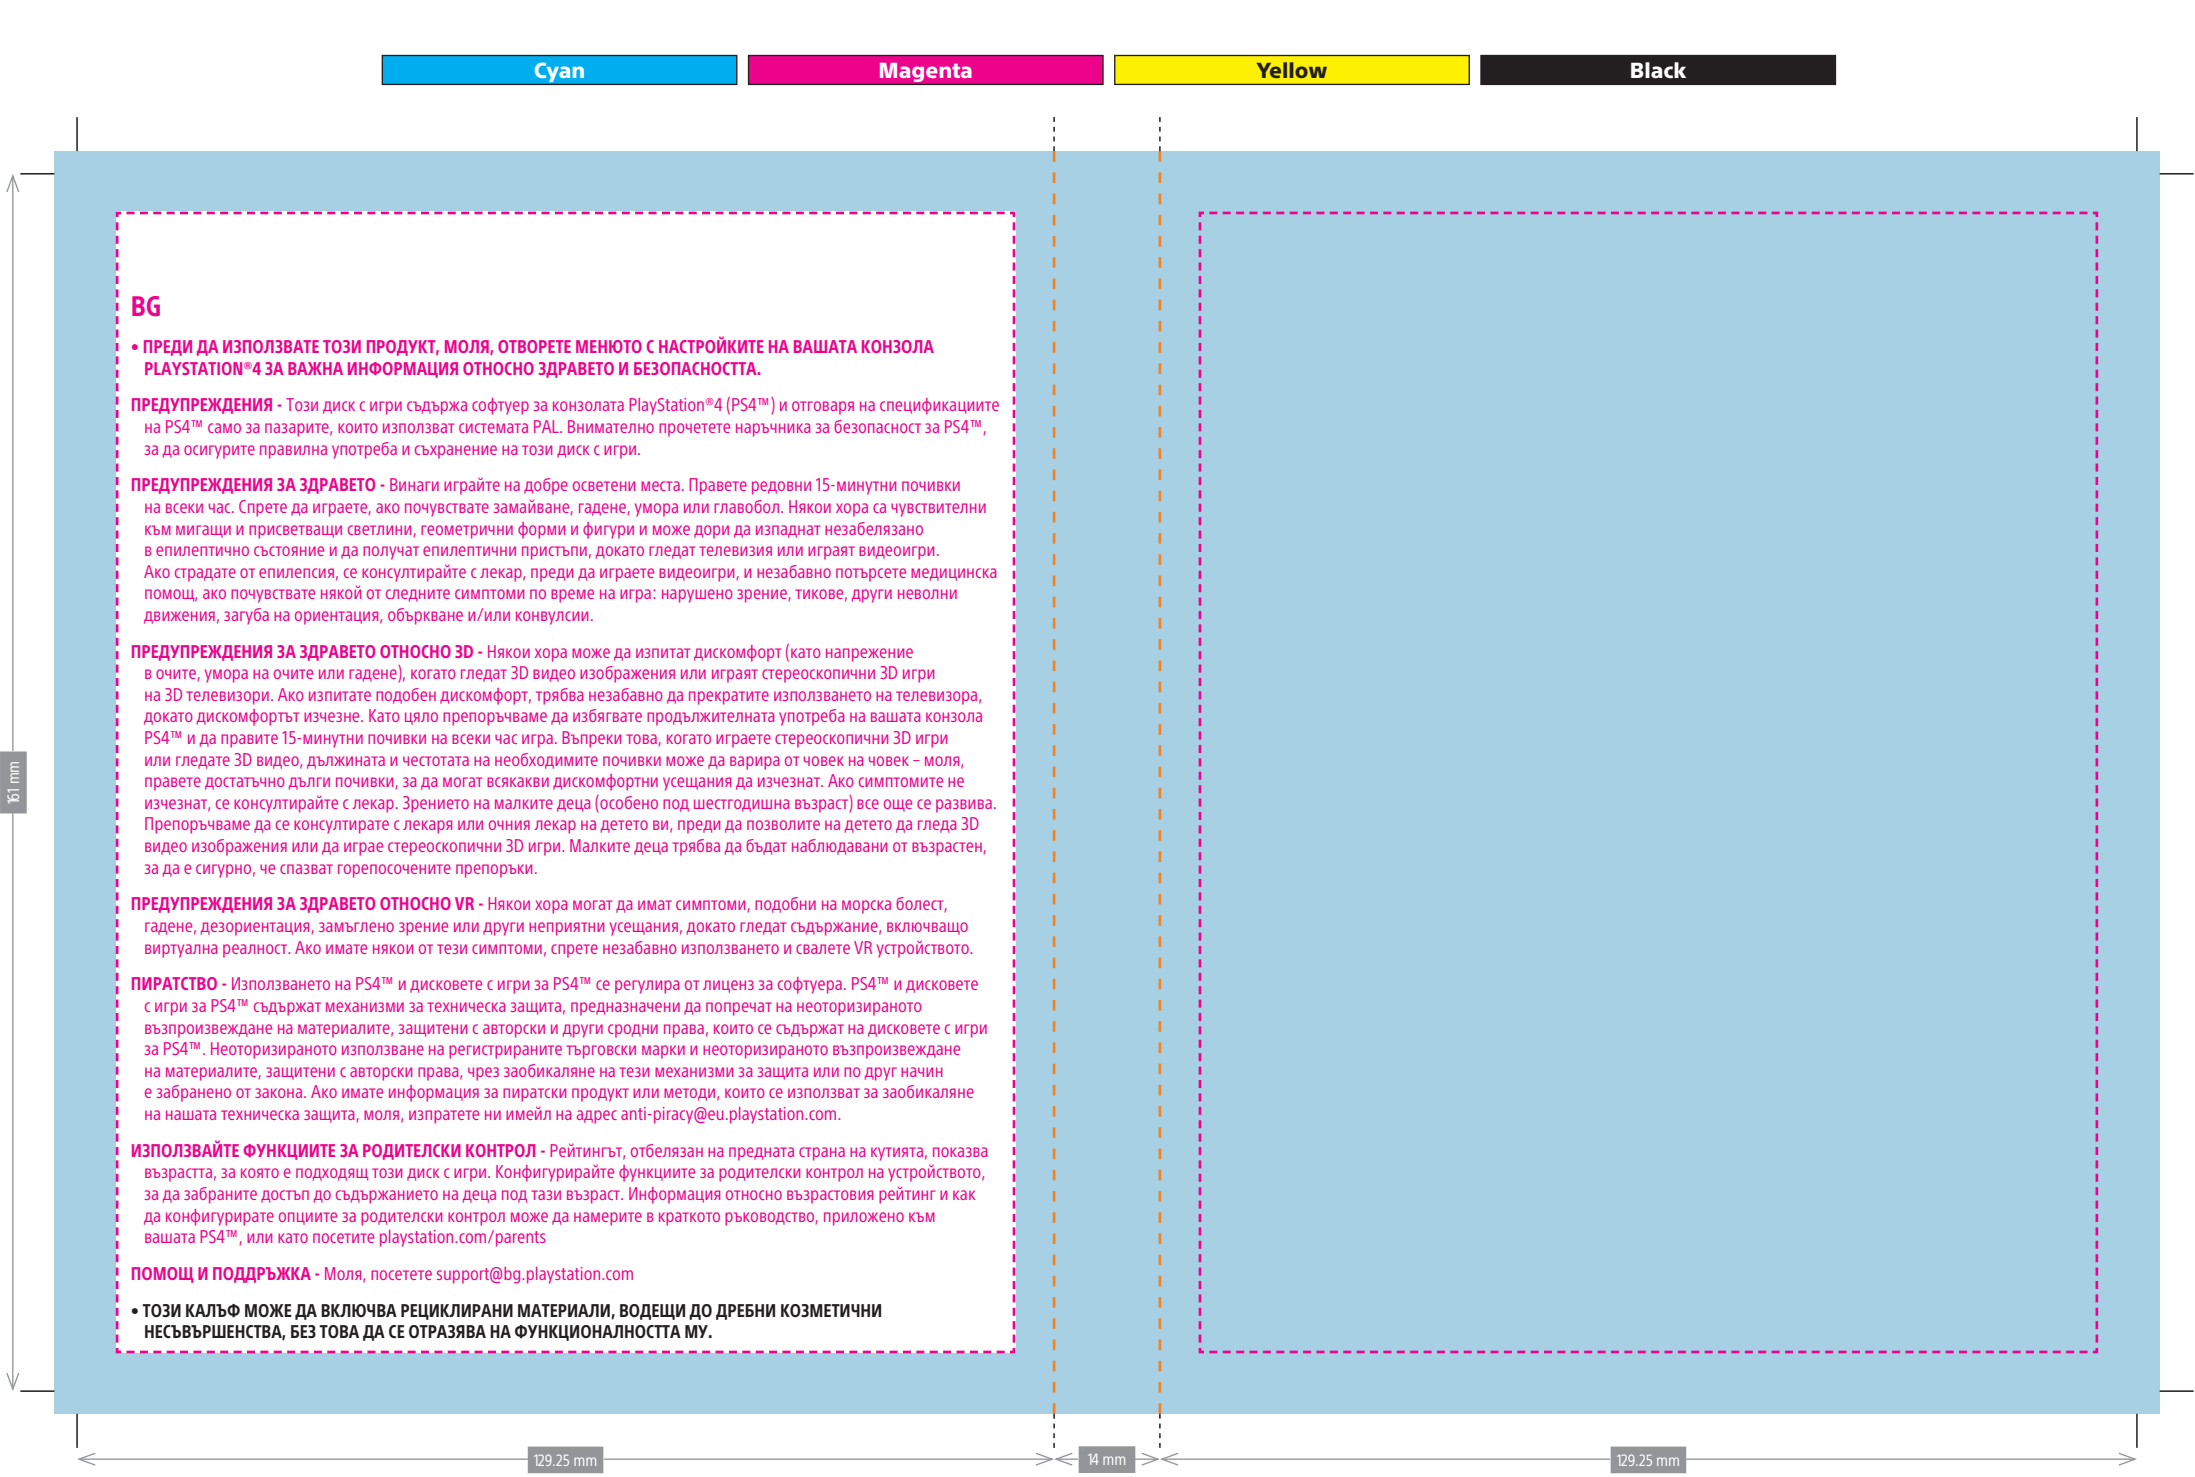 Cyan
Magenta
Yellow
Black
BG
• ПРЕДИ ДА ИЗПОЛЗВАТЕ ТОЗИ ПРОДУКТ, МОЛЯ, ОТВОРЕТЕ МЕНЮТО С НАСТРОЙКИТЕ НА ВАШАТА КОНЗОЛА
PLAYSTATION®4 ЗА ВАЖНА ИНФОРМАЦИЯ ОТНОСНО ЗДРАВЕТО И БЕЗОПАСНОСТТА.
ПРЕДУПРЕЖДЕНИЯ - Този диск с игри съдържа софтуер за конзолата PlayStation®4 (PS4™) и отговаря на спецификациите
на PS4™ само за пазарите, които използват системата PAL. Внимателно прочетете наръчника за безопасност за PS4™,
за да осигурите правилна употреба и съхранение на този диск с игри.
ПРЕДУПРЕЖДЕНИЯ ЗА ЗДРАВЕТО - Винаги играйте на добре осветени места. Правете редовни 15-минутни почивки
на всеки час. Спрете да играете, ако почувствате замайване, гадене, умора или главобол. Някои хора са чувствителни
към мигащи и присветващи светлини, геометрични форми и фигури и може дори да изпаднат незабелязано
в епилептично състояние и да получат епилептични пристъпи, докато гледат телевизия или играят видеоигри.
Ако страдате от епилепсия, се консултирайте с лекар, преди да играете видеоигри, и незабавно потърсете медицинска
помощ, ако почувствате някой от следните симптоми по време на игра: нарушено зрение, тикове, други неволни
движения, загуба на ориентация, объркване и/или конвулсии.
ПРЕДУПРЕЖДЕНИЯ ЗА ЗДРАВЕТО ОТНОСНО 3D - Някои хора може да изпитат дискомфорт (като напрежение
в очите, умора на очите или гадене), когато гледат 3D видео изображения или играят стереоскопични 3D игри
на 3D телевизори. Ако изпитате подобен дискомфорт, трябва незабавно да прекратите използването на телевизора,
докато дискомфортът изчезне. Като цяло препоръчваме да избягвате продължителната употреба на вашата конзола
PS4™ и да правите 15-минутни почивки на всеки час игра. Въпреки това, когато играете стереоскопични 3D игри
или гледате 3D видео, дължината и честотата на необходимите почивки може да варира от човек на човек – моля,
правете достатъчно дълги почивки, за да могат всякакви дискомфортни усещания да изчезнат. Ако симптомите не
изчезнат, се консултирайте с лекар. Зрението на малките деца (особено под шестгодишна възраст) все още се развива.
Препоръчваме да се консултирате с лекаря или очния лекар на детето ви, преди да позволите на детето да гледа 3D
видео изображения или да играе стереоскопични 3D игри. Малките деца трябва да бъдат наблюдавани от възрастен,
за да е сигурно, че спазват горепосочените препоръки.
ПРЕДУПРЕЖДЕНИЯ ЗА ЗДРАВЕТО ОТНОСНО VR - Някои хора могат да имат симптоми, подобни на морска болест,
гадене, дезориентация, замъглено зрение или други неприятни усещания, докато гледат съдържание, включващо
виртуална реалност. Ако имате някои от тези симптоми, спрете незабавно използването и свалете VR устройството.
ПИРАТСТВО - Използването на PS4™ и дисковете с игри за PS4™ се регулира от лиценз за софтуера. PS4™ и дисковете
с игри за PS4™ съдържат механизми за техническа защита, предназначени да попречат на неоторизираното
възпроизвеждане на материалите, защитени с авторски и други сродни права, които се съдържат на дисковете с игри
за PS4™. Неоторизираното използване на регистрираните търговски марки и неоторизираното възпроизвеждане
на материалите, защитени с авторски права, чрез заобикаляне на тези механизми за защита или по друг начин
е забранено от закона. Ако имате информация за пиратски продукт или методи, които се използват за заобикаляне
на нашата техническа защита, моля, изпратете ни имейл на адрес anti-piracy@eu.playstation.com.
ИЗПОЛЗВАЙТЕ ФУНКЦИИТЕ ЗА РОДИТЕЛСКИ КОНТРОЛ - Рейтингът, отбелязан на предната страна на кутията, показва
възрастта, за която е подходящ този диск с игри. Конфигурирайте функциите за родителски контрол на устройството,
за да забраните достъп до съдържанието на деца под тази възраст. Информация относно възрастовия рейтинг и как
да конфигурирате опциите за родителски контрол може да намерите в краткото ръководство, приложено към
вашата PS4™, или като посетите playstation.com/parents
ПОМОЩ И ПОДДРЪЖКА - Моля, посетете support@bg.playstation.com
• ТОЗИ КАЛЪФ МОЖЕ ДА ВКЛЮЧВА РЕЦИКЛИРАНИ МАТЕРИАЛИ, ВОДЕЩИ ДО ДРЕБНИ КОЗМЕТИЧНИ
НЕСЪВЪРШЕНСТВА, БЕЗ ТОВА ДА СЕ ОТРАЗЯВА НА ФУНКЦИОНАЛНОСТТА МУ.
161 mm
129.25 mm
14 mm
129.25 mm